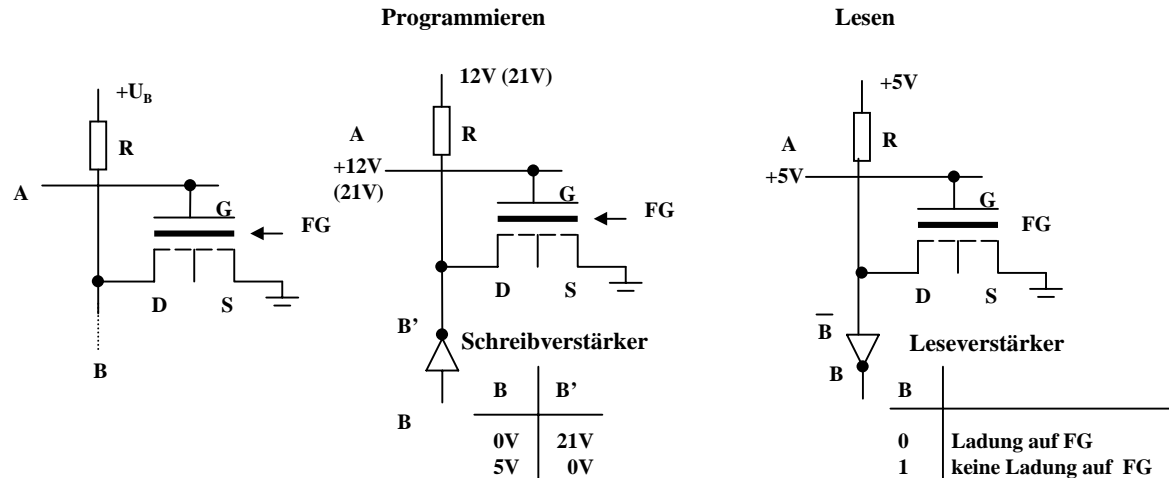 Programmieren
Lesen
+U_B
R
A
G
FG
D
S
B
12V (21V)
A
R
+12V
(21V)
G
FG
D
S
B’
Schreibverstärker
B
B B’
0V 21V
5V 0V
+5V
A
R
+5V
G
FG
D
S
B̅
Leseverstärker
B
B
0 Ladung auf FG
1 keine Ladung auf FG